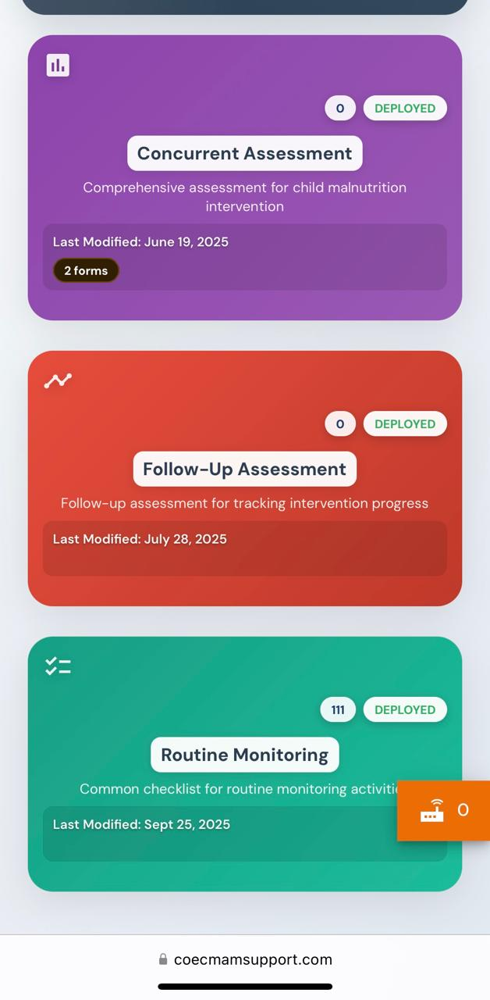 0 DEPLOYED
Concurrent Assessment
Comprehensive assessment for child malnutrition
intervention
Last Modified: June 19, 2025
2 forms
0 DEPLOYED
Follow-Up Assessment
Follow-up assessment for tracking intervention progress
Last Modified: July 28, 2025
111 DEPLOYED
Routine Monitoring
Common checklist for routine monitoring
0
Last Modified: Sept 25, 2025
coecmamsupport.com